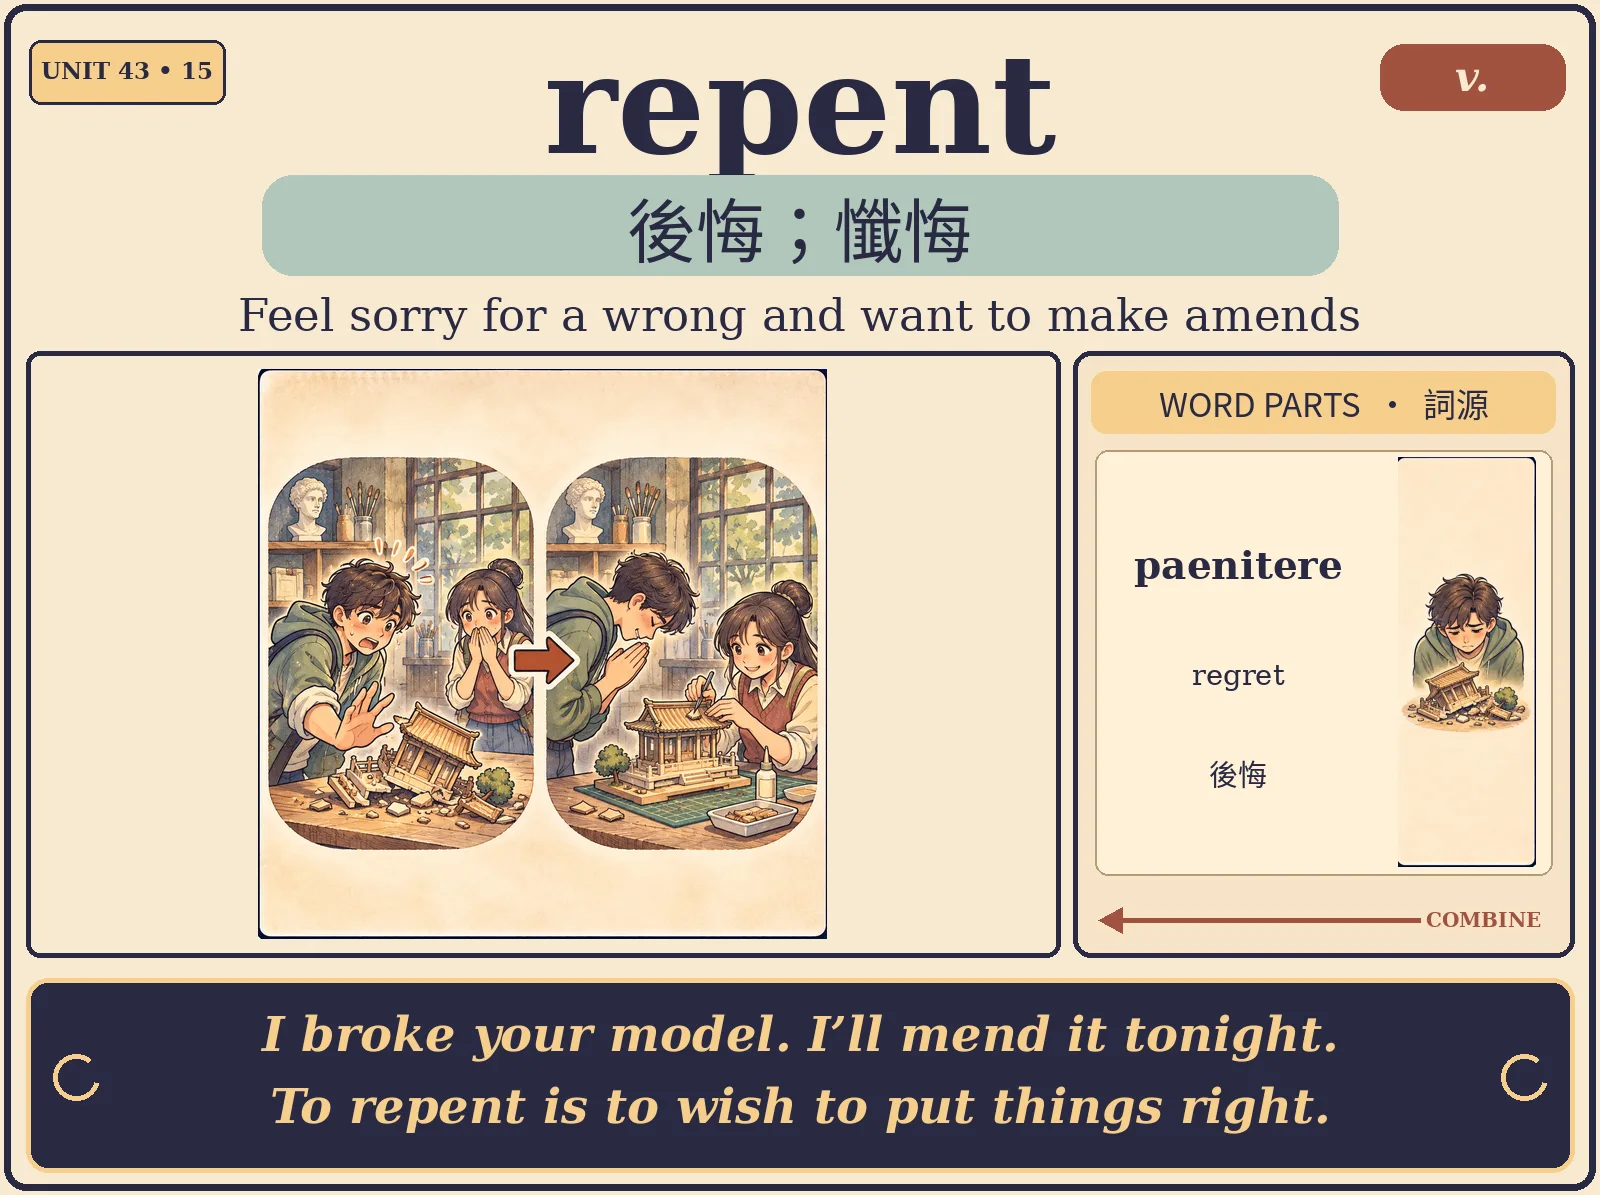 UNIT 43 • 15
repent
v.
後悔；懺悔
Feel sorry for a wrong and want to make amends
WORD PARTS ・ 詞源
paenitere
regret
後悔
COMBINE
I broke your model. I’ll mend it tonight.
To repent is to wish to put things right.